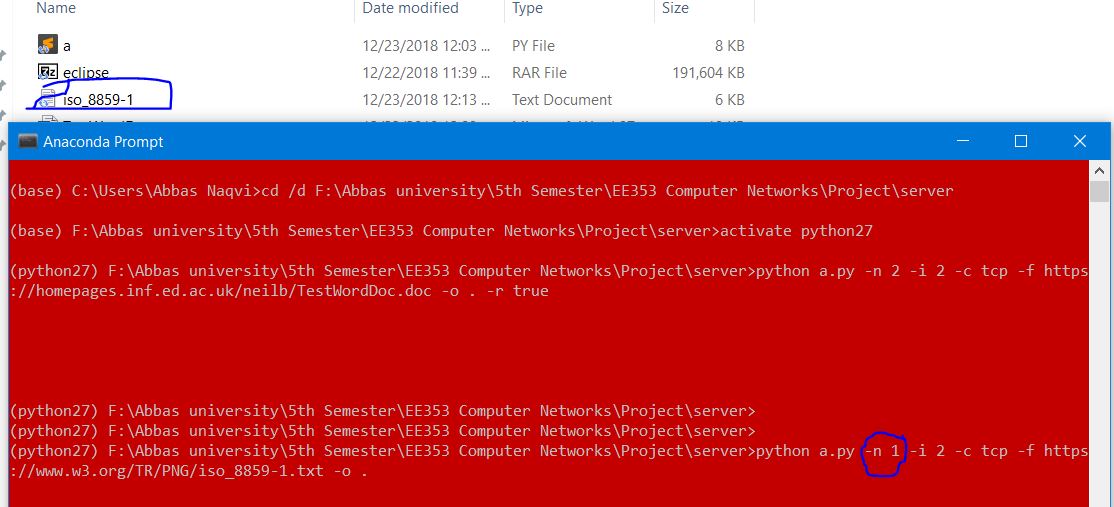 Name Date modified Type Size
a 12/23/2018 12:03 ... PY File 8 KB
eclipse 12/22/2018 11:39 ... RAR File 191,604 KB
iso_8859-1 12/23/2018 12:13 ... Text Document 6 KB
Anaconda Prompt
(base) C:\Users\Abbas Naqvi>cd /d F:\Abbas university\5th Semester\EE353 Computer Networks\Project\server
(base) F:\Abbas university\5th Semester\EE353 Computer Networks\Project\server>activate python27
(python27) F:\Abbas university\5th Semester\EE353 Computer Networks\Project\server>python a.py -n 2 -i 2 -c tcp -f https
://homepages.inf.ed.ac.uk/neilb/TestWordDoc.doc -o . -r true
(python27) F:\Abbas university\5th Semester\EE353 Computer Networks\Project\server>
(python27) F:\Abbas university\5th Semester\EE353 Computer Networks\Project\server>
(python27) F:\Abbas university\5th Semester\EE353 Computer Networks\Project\server>python a.py -n 1 -i 2 -c tcp -f https
://www.w3.org/TR/PNG/iso_8859-1.txt -o .